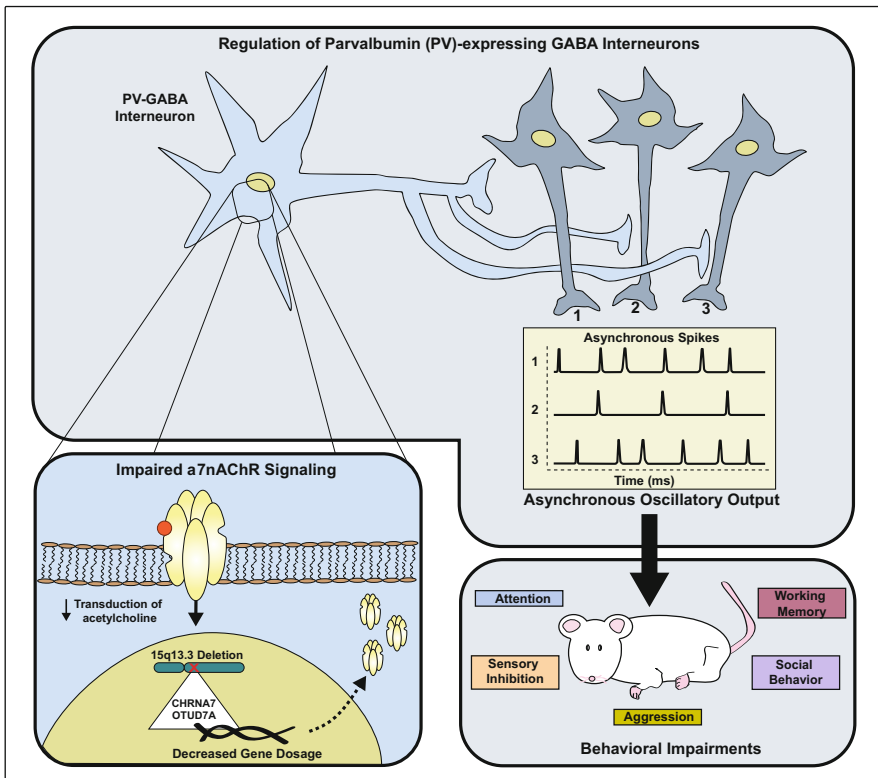 Regulation of Parvalbumin (PV)-expressing GABA Interneurons
PV-GABA
Interneuron
1
2
3
Asynchronous Spikes
1
2
3
Time (ms)
Asynchronous Oscillatory Output
Impaired a7nAChR Signaling
↓ Transduction of
acetylcholine
15q13.3 Deletion
CHRNA7
OTUD7A
Decreased Gene Dosage
Attention
Working
Memory
Sensory
Inhibition
Social
Behavior
Aggression
Behavioral Impairments